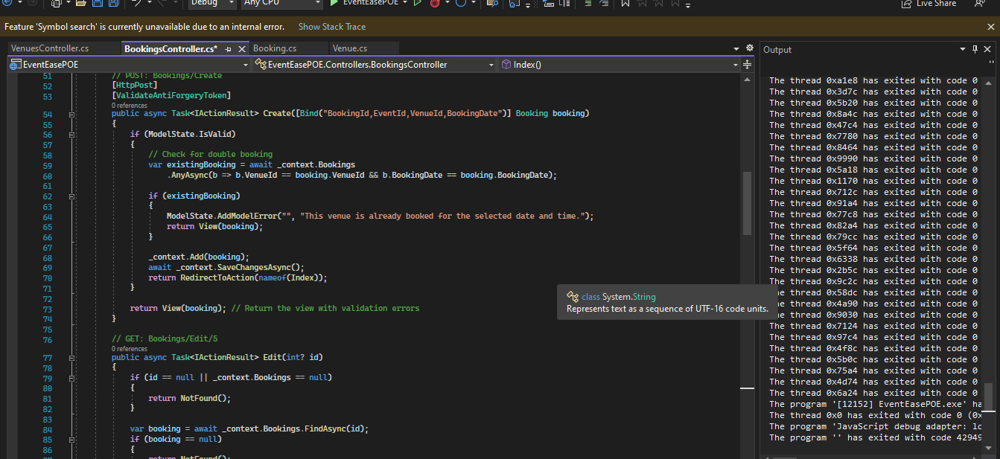 Debug Any CPU EventEasePOE Live Share
Feature 'Symbol search' is currently unavailable due to an internal error. Show Stack Trace
VenuesController.cs BookingsController.cs* Booking.cs Venue.cs
EventEasePOE EventEasePOE.Controllers.BookingsController Index()
51 // POST: Bookings/Create
52 [HttpPost]
53 [ValidateAntiForgeryToken]
0 references
54 public async Task<IActionResult> Create([Bind("BookingId,EventId,VenueId,BookingDate")] Booking booking)
55 {
56 if (ModelState.IsValid)
57 {
58 // Check for double booking
59 var existingBooking = await _context.Bookings
60 .AnyAsync(b => b.VenueId == booking.VenueId && b.BookingDate == booking.BookingDate);
61
62 if (existingBooking)
63 {
64 ModelState.AddModelError("", "This venue is already booked for the selected date and time.");
65 return View(booking);
66 }
67
68 _context.Add(booking);
69 await _context.SaveChangesAsync();
70 return RedirectToAction(nameof(Index));
71 }
72
73 return View(booking); // Return the view with validation errors
74 }
75
76 // GET: Bookings/Edit/5
0 references
77 public async Task<IActionResult> Edit(int? id)
78 {
79 if (id == null || _context.Bookings == null)
80 {
81 return NotFound();
82 }
83
84 var booking = await _context.Bookings.FindAsync(id);
85 if (booking == null)
86 {
return NotFound();
class System.String
Represents text as a sequence of UTF-16 code units.
Output
The thread 0xa1e8 has exited with code 0
The thread 0x3d7c has exited with code 0
The thread 0x5b20 has exited with code 0
The thread 0x8a4c has exited with code 0
The thread 0x47c4 has exited with code 0
The thread 0x7780 has exited with code 0
The thread 0x8464 has exited with code 0
The thread 0x9990 has exited with code 0
The thread 0x5a18 has exited with code 0
The thread 0x1170 has exited with code 0
The thread 0x712c has exited with code 0
The thread 0x91a4 has exited with code 0
The thread 0x77c8 has exited with code 0
The thread 0x82a4 has exited with code 0
The thread 0x79cc has exited with code 0
The thread 0x5f64 has exited with code 0
The thread 0x6338 has exited with code 0
The thread 0x2b5c has exited with code 0
The thread 0x9c2c has exited with code 0
0x58dc has exited with code 0
0x4a90 has exited with code 0
The thread 0x9030 has exited with code 0
The thread 0x7124 has exited with code 0
The thread 0x97c4 has exited with code 0
The thread 0x4f8c has exited with code 0
The thread 0x5b0c has exited with code 0
The thread 0x75a4 has exited with code 0
The thread 0x4d74 has exited with code 0
The thread 0x6a24 has exited with code 0
The program '[12152] EventEasePOE.exe' ha
The thread 0x0 has exited with code 0 (0x
The program 'JavaScript debug adapter: lo
The program '' has exited with code 42949